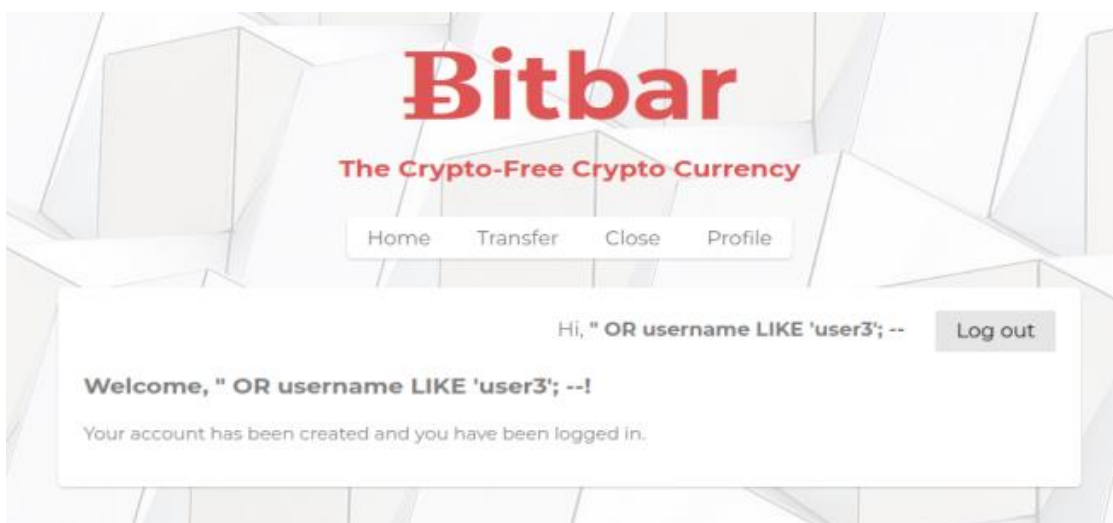 Bitbar
The Crypto-Free Crypto Currency
Home Transfer Close Profile
Hi, " OR username LIKE 'user3'; -- Log out
Welcome, " OR username LIKE 'user3'; --!
Your account has been created and you have been logged in.